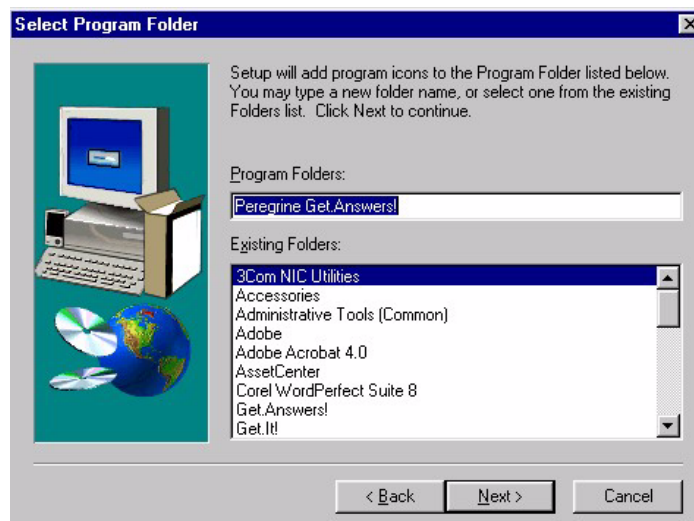 Select Program Folder
Setup will add program icons to the Program Folder listed below.
You may type a new folder name, or select one from the existing
Folders list. Click Next to continue.
Program Folders:
Peregrine Get.Answers!
Existing Folders:
3Com NIC Utilities
Accessories
Administrative Tools (Common)
Adobe
Adobe Acrobat 4.0
AssetCenter
Corel WordPerfect Suite 8
Get.Answers!
Get.It!
< Back Next > Cancel